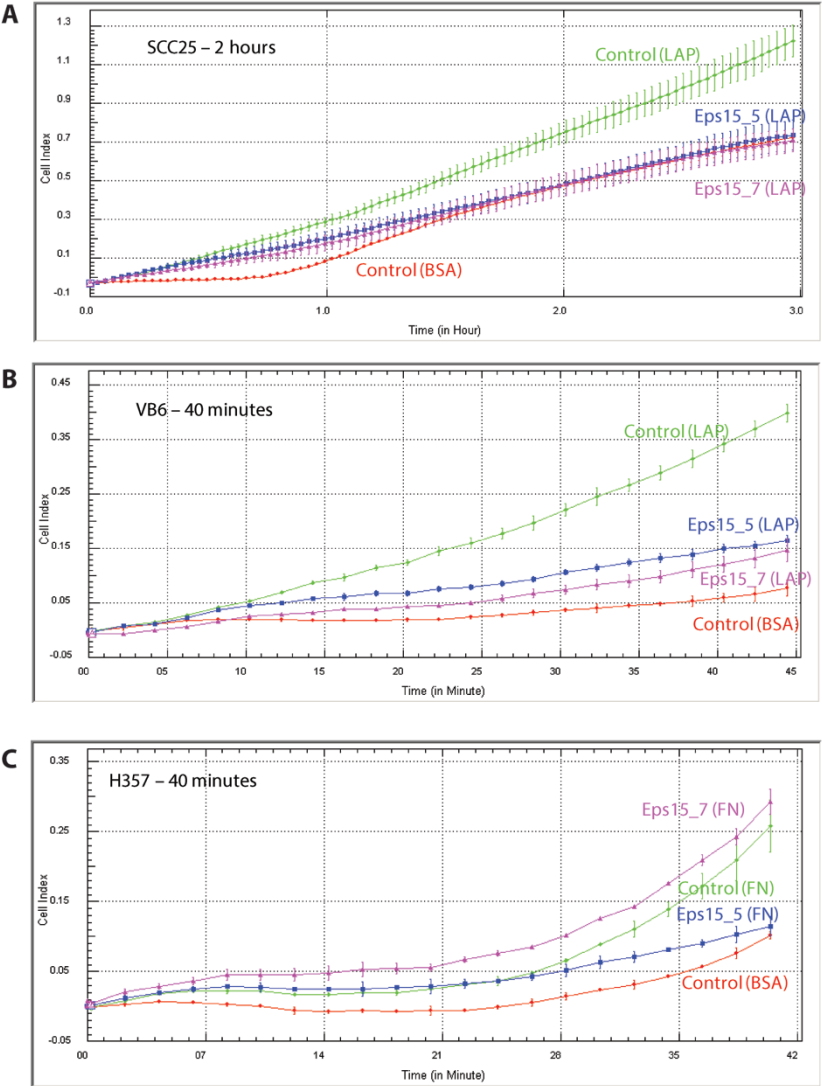 A
SCC25 – 2 hours
1.3
1.1
0.9
0.7
0.5
0.3
0.1
-0.1
Cell Index
Control (LAP)
Eps15_5 (LAP)
Eps15_7 (LAP)
Control (BSA)
0.0 1.0 2.0 3.0
Time (in Hour)
B
VB6 – 40 minutes
0.45
0.35
0.25
0.15
0.05
-0.05
Cell Index
Control (LAP)
Eps15_5 (LAP)
Eps15_7 (LAP)
Control (BSA)
00 05 10 15 20 25 30 35 40 45
Time (in Minute)
C
H357 – 40 minutes
0.35
0.25
0.15
0.05
-0.05
Cell Index
Eps15_7 (FN)
Control (FN)
Eps15_5 (FN)
Control (BSA)
00 07 14 21 28 35 42
Time (in Minute)